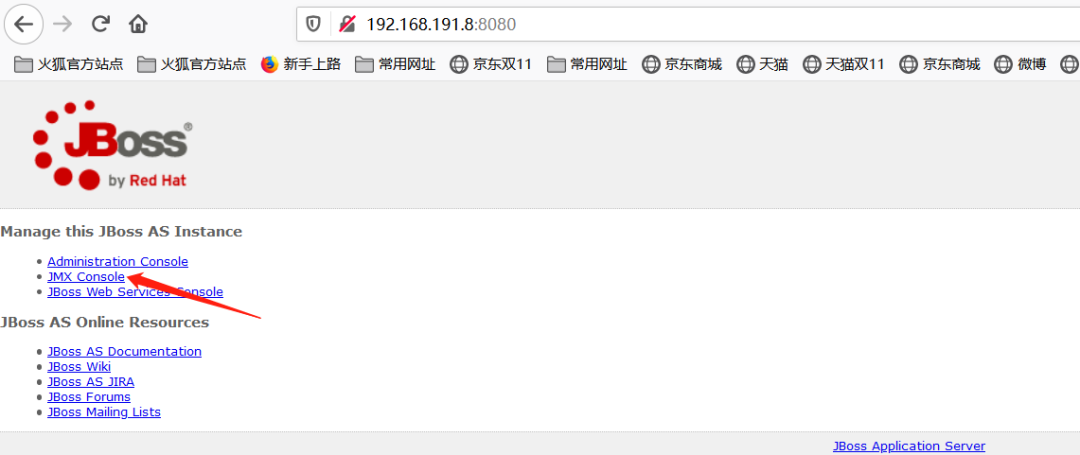 192.168.191.8:8080
火狐官方站点 火狐官方站点 新手上路 常用网址 京东双11 常用网址 京东商城 天猫 天猫双11 京东商城 微博
JBoss®
by Red Hat
Manage this JBoss AS Instance
Administration Console
JMX Console
JBoss Web Services Console
JBoss AS Online Resources
JBoss AS Documentation
JBoss Wiki
JBoss AS JIRA
JBoss Forums
JBoss Mailing Lists
JBoss Application Server